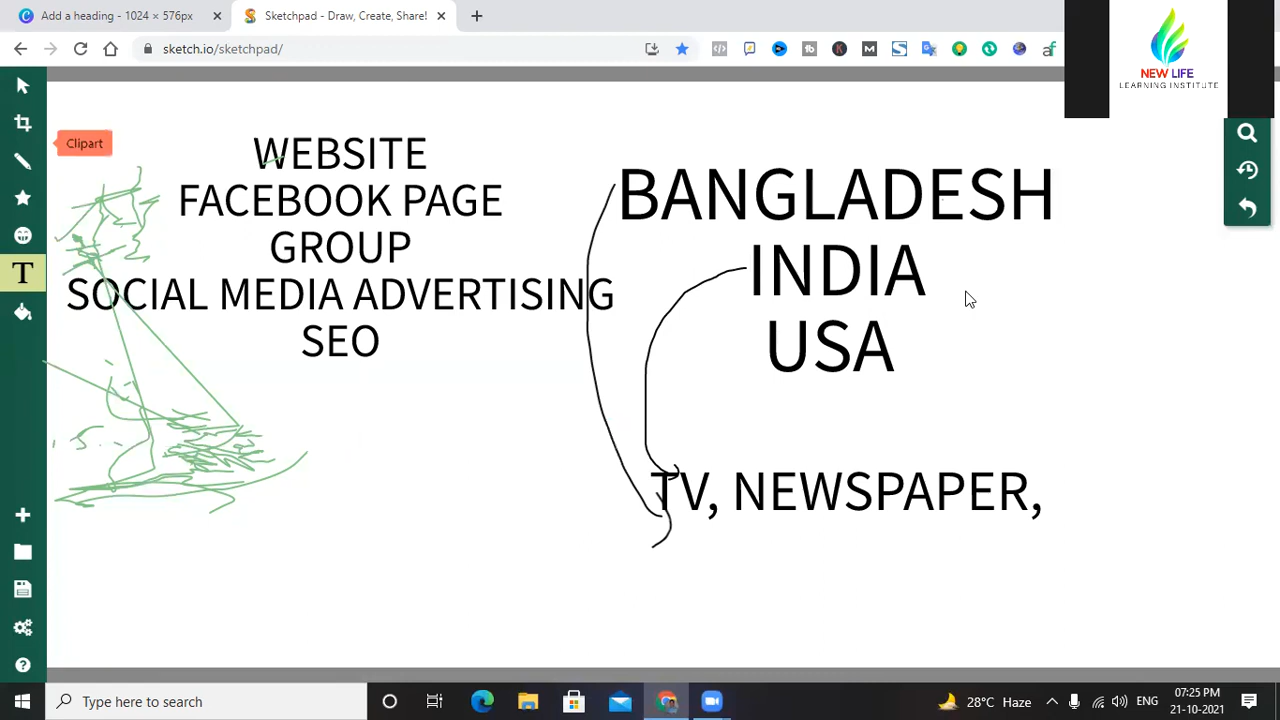 Add a heading - 1024 × 576px
Sketchpad - Draw, Create, Share!
sketch.io/sketchpad/
NEW LIFE
LEARNING INSTITUTE
Clipart
WEBSITE
FACEBOOK PAGE
GROUP
SOCIAL MEDIA ADVERTISING
SEO
BANGLADESH
INDIA
USA
TV, NEWSPAPER,
Type here to search
28°C Haze
ENG
07:25 PM
21-10-2021